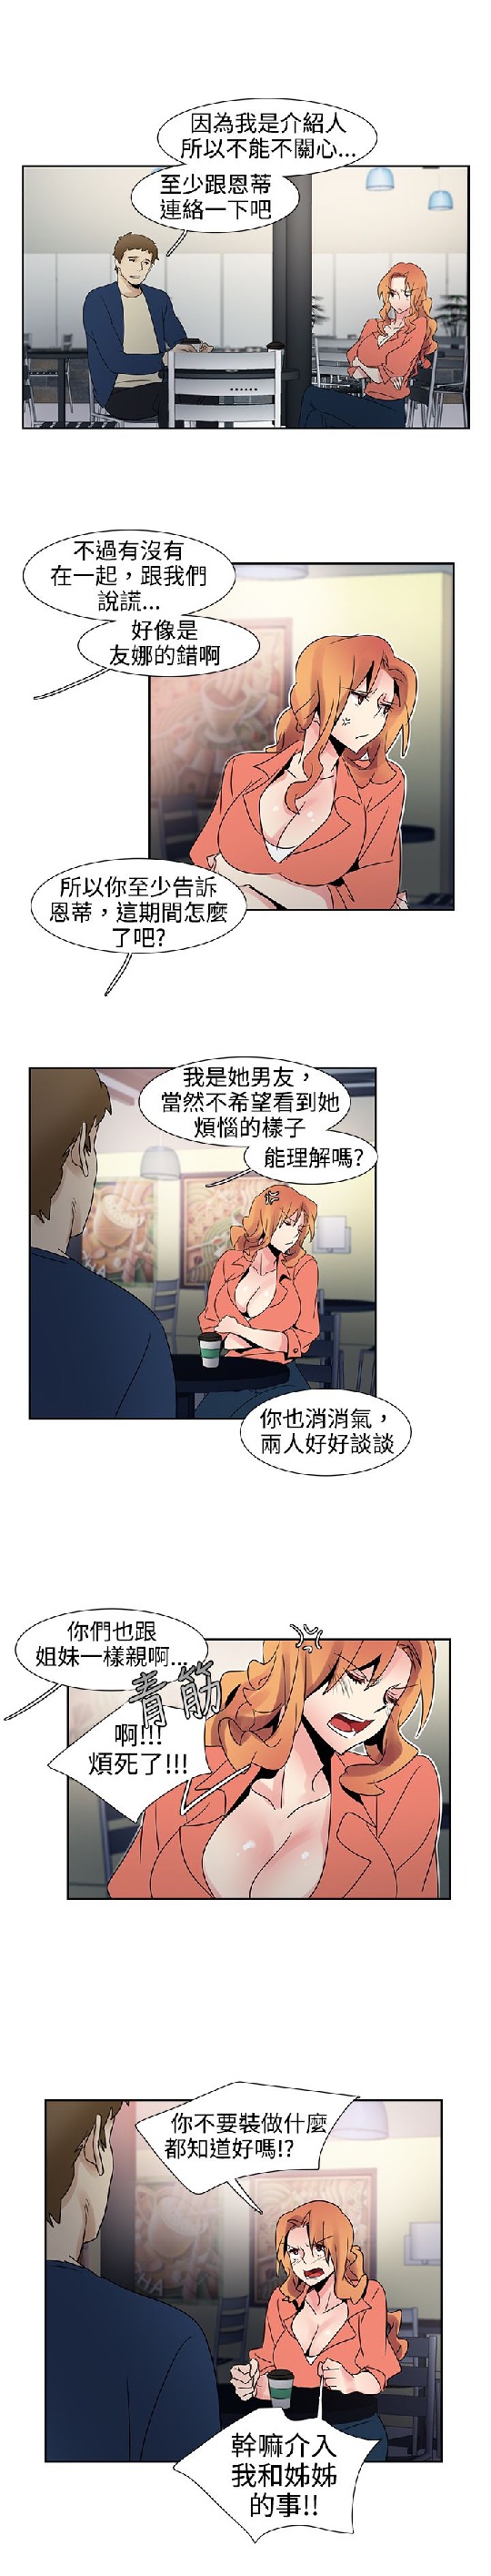 因為我是介紹人
所以不能不關心...
至少跟恩蒂
連絡一下吧
不過有沒有
在一起，跟我們
說謊...
好像是
友娜的錯啊
所以你至少告訴
恩蒂，這期間怎麼
了吧?
我是她男友，
當然不希望看到她
煩惱的樣子
能理解嗎?
你也消消氣，
兩人好好談談
你們也跟
姐妹一樣親啊...
青筋
啊!!!
煩死了!!!
你不要裝做什麼
都知道好嗎!?
幹嘛介入
我和姊姊
的事!!